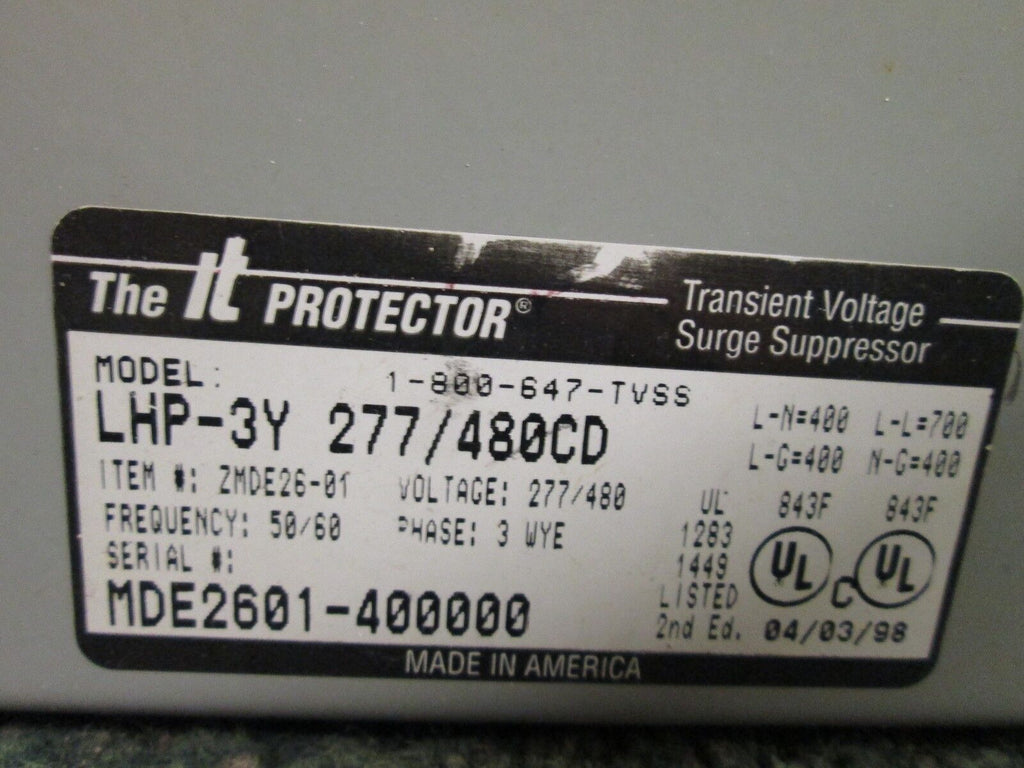 The It PROTECTOR®
Transient Voltage
Surge Suppressor
MODEL: 1-800-647-TVSS
LHP-3Y 277/480CD
L-N=400 L-L=700
L-G=400 N-G=400
ITEM #: ZMDE26-01 VOLTAGE: 277/480
FREQUENCY: 50/60 PHASE: 3 WYE
SERIAL #:
MDE2601-400000
UL 843F 843F
1283
1449
LISTED
2nd Ed. 04/03/98
UL C UL
MADE IN AMERICA